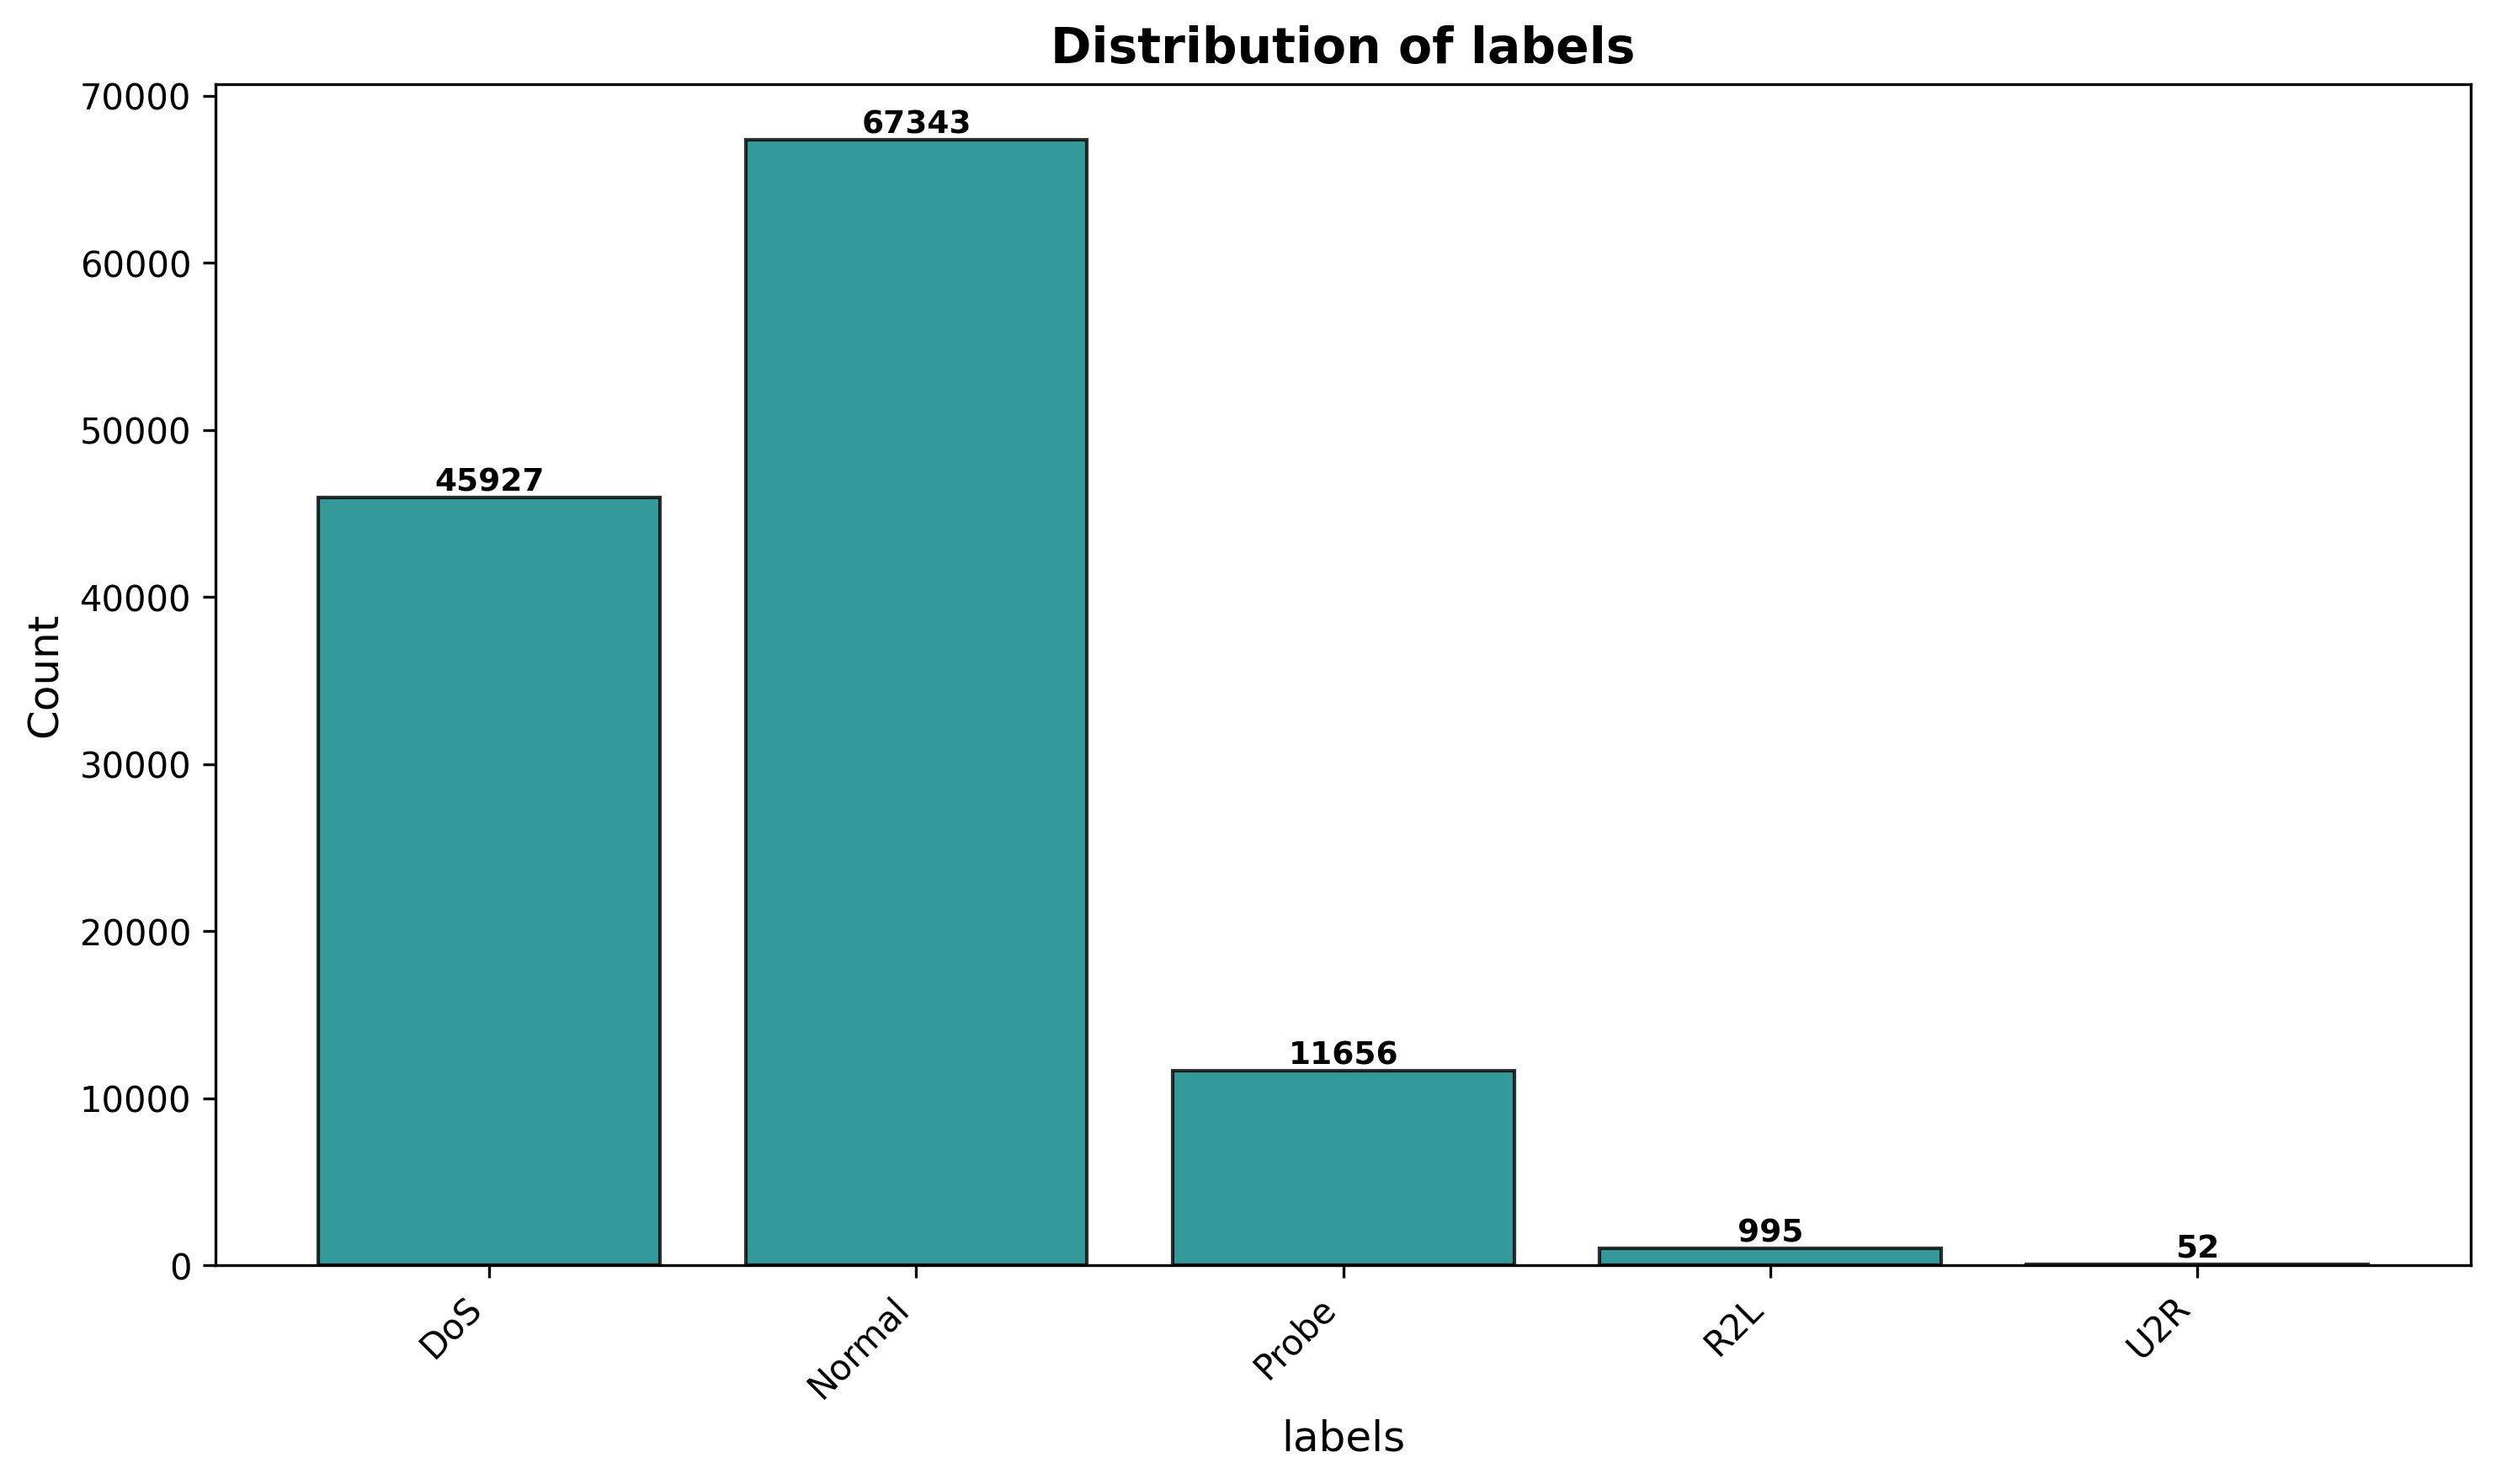 Distribution of labels
70000
60000
50000
40000
30000
20000
10000
0
Count
45927
67343
11656
995
52
DoS
Normal
Probe
R2L
U2R
labels